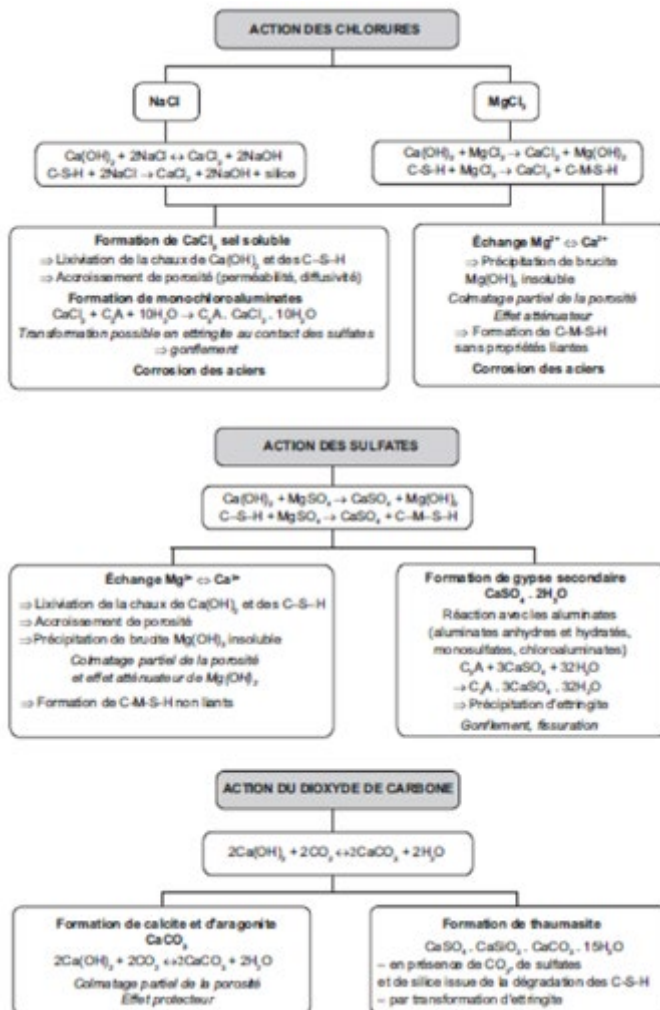 ACTION DES CHLORURES
NaCl
MgCl₂
Ca(OH)₂ + 2NaCl ↔ CaCl₂ + 2NaOH
C-S-H + 2NaCl → CaCl₂ + 2NaOH + silice
Ca(OH)₂ + MgCl₂ → CaCl₂ + Mg(OH)₂
C-S-H + MgCl₂ → CaCl₂ + C-M-S-H
Formation de CaCl₂ sel soluble
⇒ Lixiviation de la chaux de Ca(OH)₂ et des C–S–H
⇒ Accroissement de porosité (perméabilité, diffusivité)
Formation de monochloroaluminates
CaCl₂ + C₃A + 10H₂O → C₃A . CaCl₂ . 10H₂O
Transformation possible en ettringite au contact des sulfates
⇒ gonflement
Corrosion des aciers
Échange Mg²⁺ ⇔ Ca²⁺
⇒ Précipitation de brucite
Mg(OH)₂ insoluble
Colmatage partiel de la porosité
Effet atténuateur
⇒ Formation de C-M-S-H
sans propriétés liantes
Corrosion des aciers
ACTION DES SULFATES
Ca(OH)₂ + MgSO₄ → CaSO₄ + Mg(OH)₂
C–S–H + MgSO₄ → CaSO₄ + C–M–S–H
Échange Mg²⁺ ⇔ Ca²⁺
⇒ Lixiviation de la chaux de Ca(OH)₂ et des C–S–H
⇒ Accroissement de porosité
⇒ Précipitation de brucite Mg(OH)₂ insoluble
Colmatage partiel de la porosité
et effet atténuateur de Mg(OH)₂
⇒ Formation de C-M-S-H non liants
Formation de gypse secondaire
CaSO₄ . 2H₂O
Réaction avec les aluminates
(aluminates anhydres et hydratés,
monosulfates, chloroaluminates)
C₃A + 3CaSO₄ + 32H₂O
→ C₃A . 3CaSO₄ . 32H₂O
⇒ Précipitation d'ettringite
Gonflement, fissuration
ACTION DU DIOXYDE DE CARBONE
2Ca(OH)₂ + 2CO₂ ↔ 2CaCO₃ + 2H₂O
Formation de calcite et d'aragonite
CaCO₃
2Ca(OH)₂ + 2CO₂ ↔ 2CaCO₃ + 2H₂O
Colmatage partiel de la porosité
Effet protecteur
Formation de thaumasite
CaSO₄ . CaSiO₃ . CaCO₃ . 15H₂O
– en présence de CO₂, de sulfates
et de silice issue de la dégradation des C-S-H
– par transformation d'ettringite